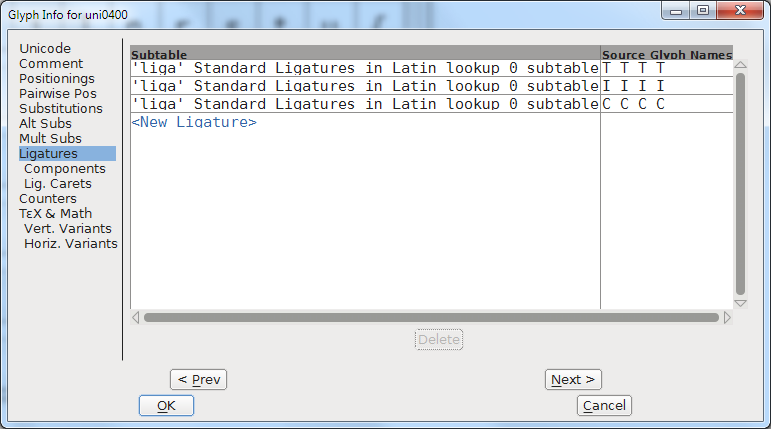 Glyph Info for uni0400
Unicode
Comment
Positionings
Pairwise Pos
Substitutions
Alt Subs
Mult Subs
Ligatures
Components
Lig. Carets
Counters
TεX & Math
Vert. Variants
Horiz. Variants
Subtable Source Glyph Names
'liga' Standard Ligatures in Latin lookup 0 subtable T T T T
'liga' Standard Ligatures in Latin lookup 0 subtable I I I I
'liga' Standard Ligatures in Latin lookup 0 subtable C C C C
<New Ligature>
Delete
< Prev Next >
OK Cancel